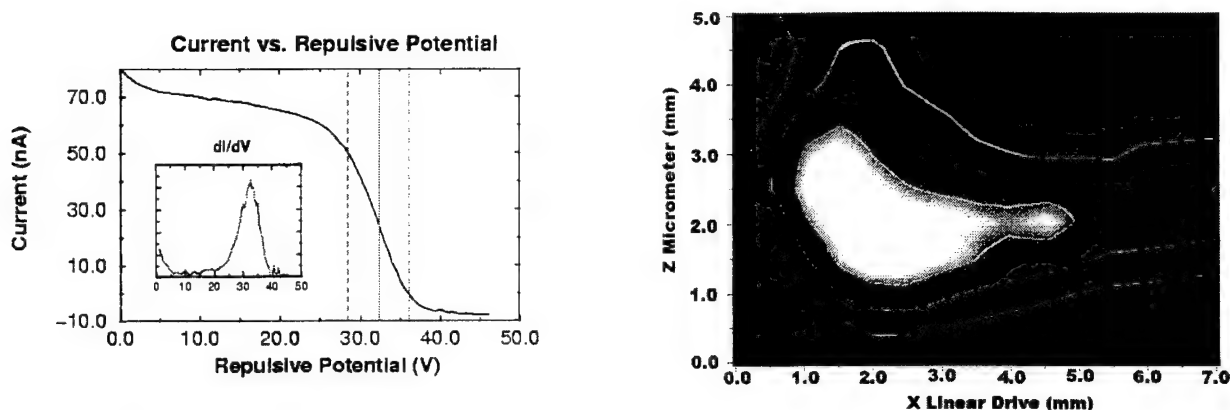 Current vs. Repulsive Potential
Current (nA)
70.0
50.0
30.0
10.0
−10.0
0.0 10.0 20.0 30.0 40.0 50.0
Repulsive Potential (V)
dI/dV
0 10 20 30 40 50
Z Micrometer (mm)
5.0
4.0
3.0
2.0
1.0
0.0
0.0 1.0 2.0 3.0 4.0 5.0 6.0 7.0
X Linear Drive (mm)